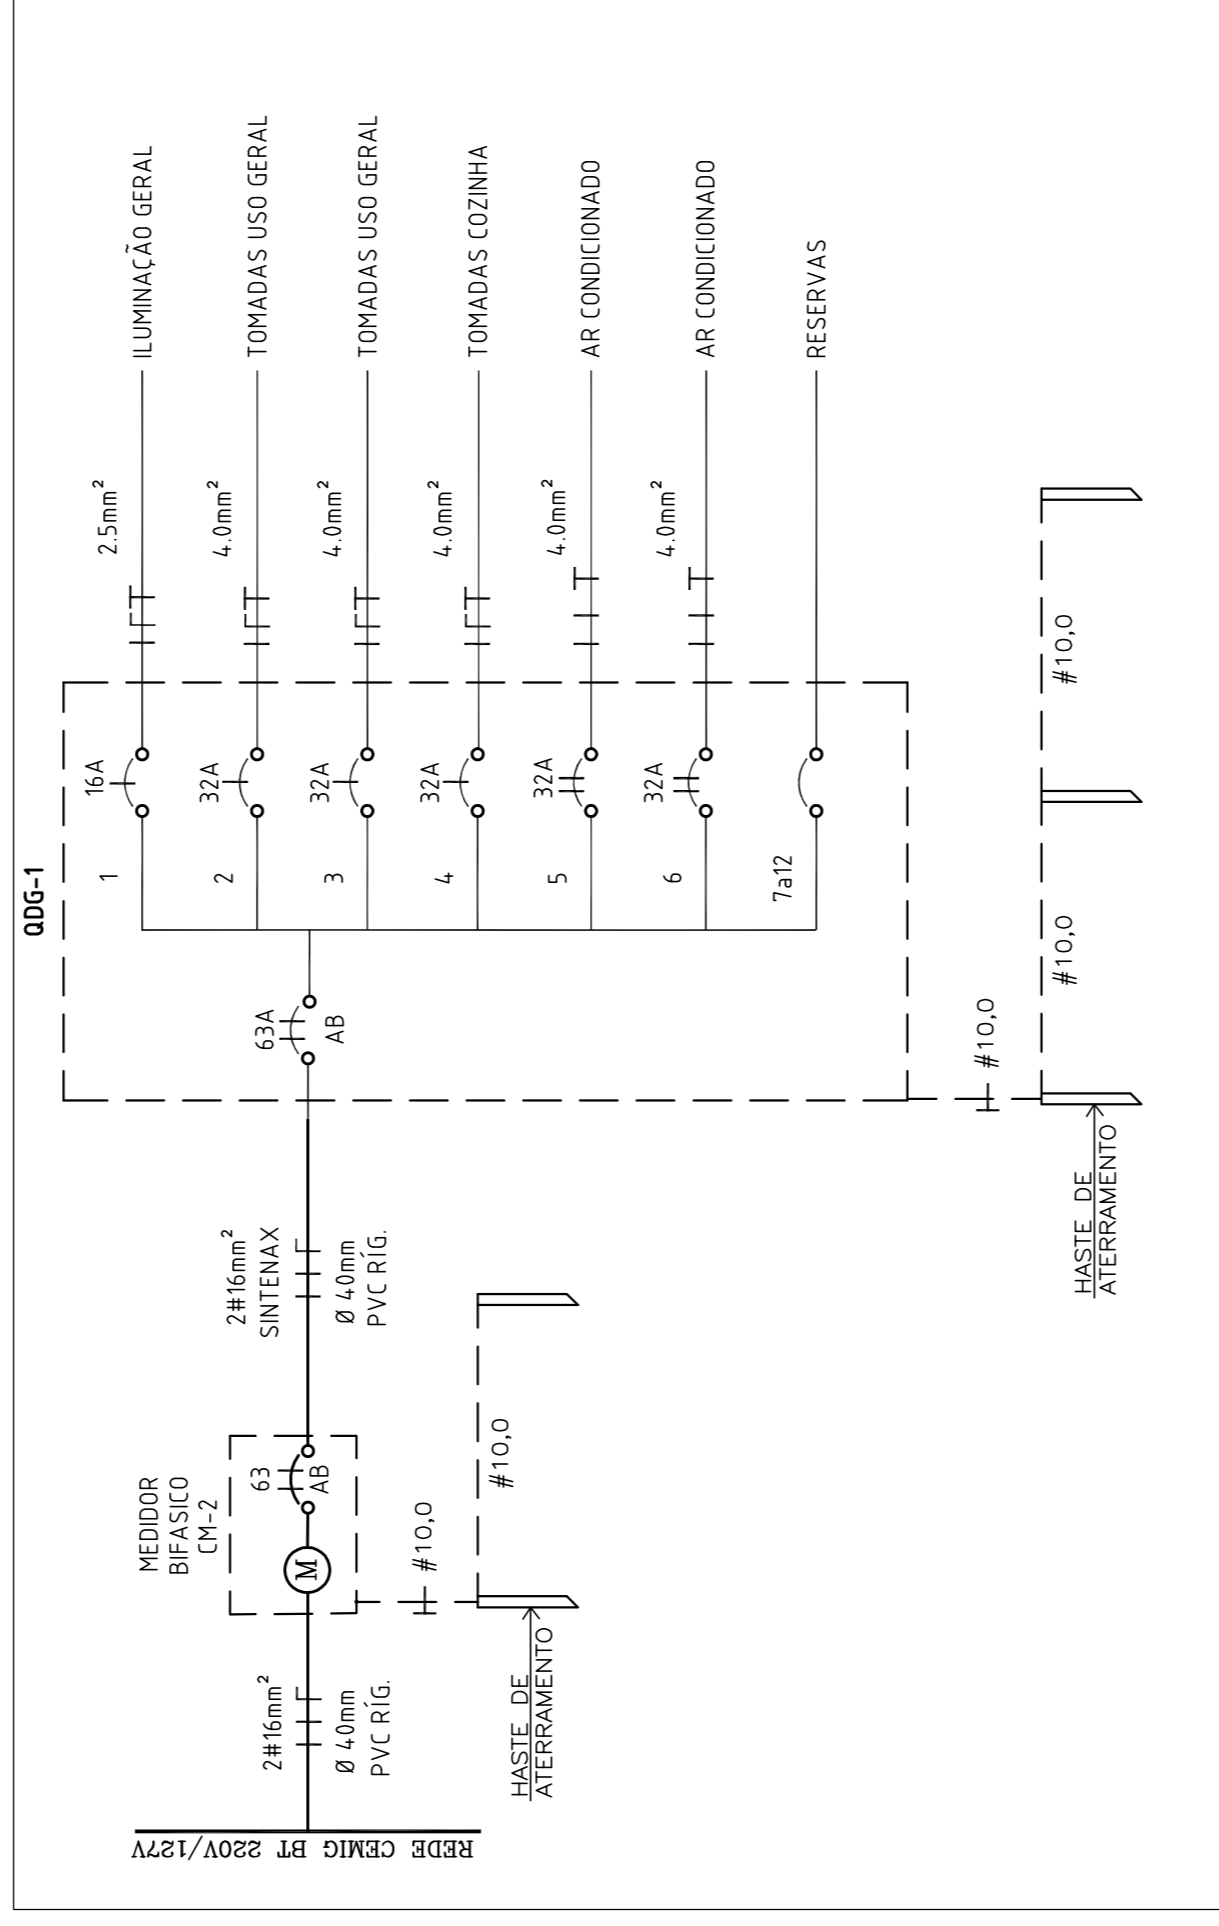 QDG-1
REDE CEMIG BT 220V/127V
2#16mm²
Ø 40mm
PVC RÍG.
MEDIDOR
BIFASICO
CM-2
M
63
AB
#10,0
#10,0
HASTE DE
ATERRAMENTO
2#16mm²
SINTENAX
Ø 40mm
PVC RÍG.
63A
AB
1
16A
2.5mm²
ILUMINAÇÃO GERAL
2
32A
4.0mm²
TOMADAS USO GERAL
3
32A
4.0mm²
TOMADAS USO GERAL
4
32A
4.0mm²
TOMADAS COZINHA
5
32A
4.0mm²
AR CONDICIONADO
6
32A
4.0mm²
AR CONDICIONADO
7a12
RESERVAS
#10,0
#10,0
#10,0
HASTE DE
ATERRAMENTO